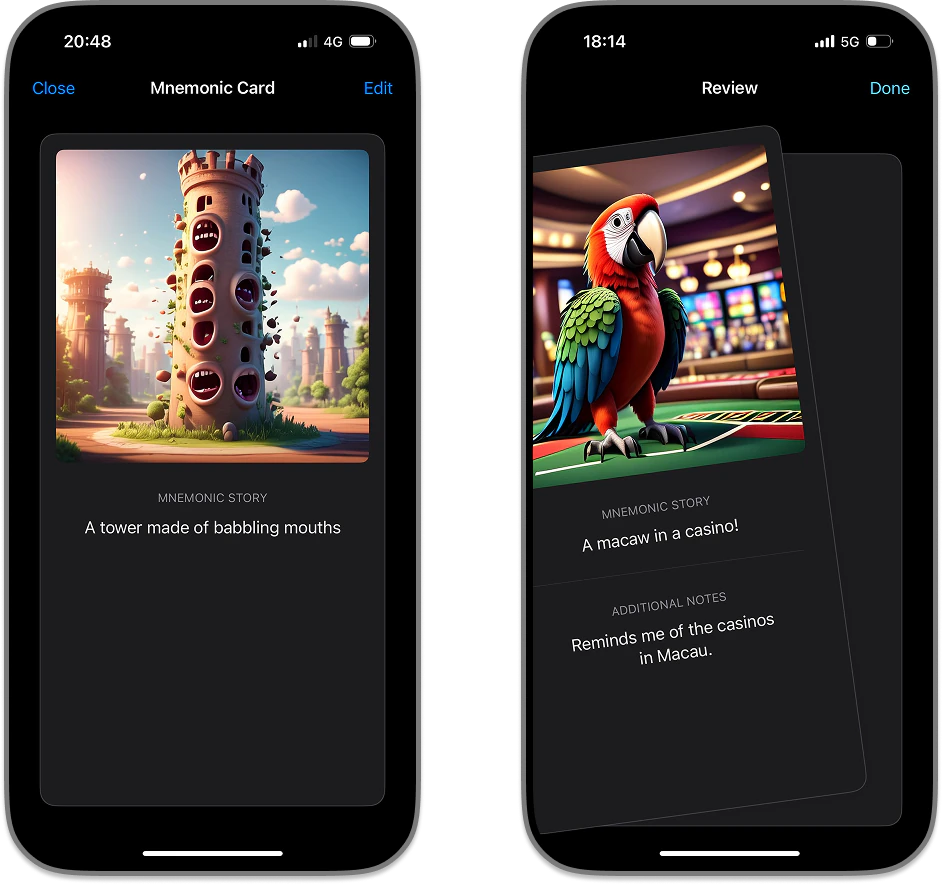 20:48
4G
Close
Mnemonic Card
Edit
MNEMONIC STORY
A tower made of babbling mouths
18:14
5G
Review
Done
MNEMONIC STORY
A macaw in a casino!
ADDITIONAL NOTES
Reminds me of the casinos
in Macau.